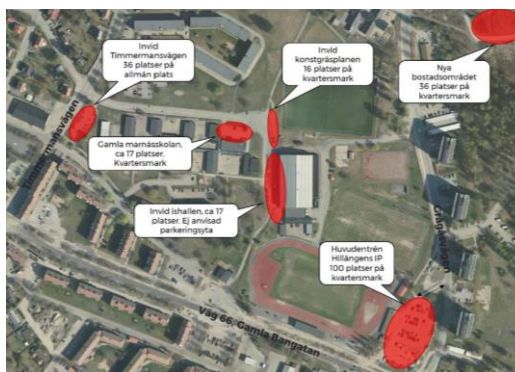 Invid
Timmermansvägen
36 platser på
allmän plats
Invid
konstgräsplanen
16 platser på
kvartersmark
Nya
bostadsområdet
36 platser på
kvartersmark
Timmermansvägen
Gamla marnässkolan,
ca 17 platser.
Kvartersmark
Invid ishallen, ca 17
platser. Ej anvisad
parkeringsyta
Huvudentrén
Hillängens IP
100 platser på
kvartersmark
Väg 66, Gamla Bangatan